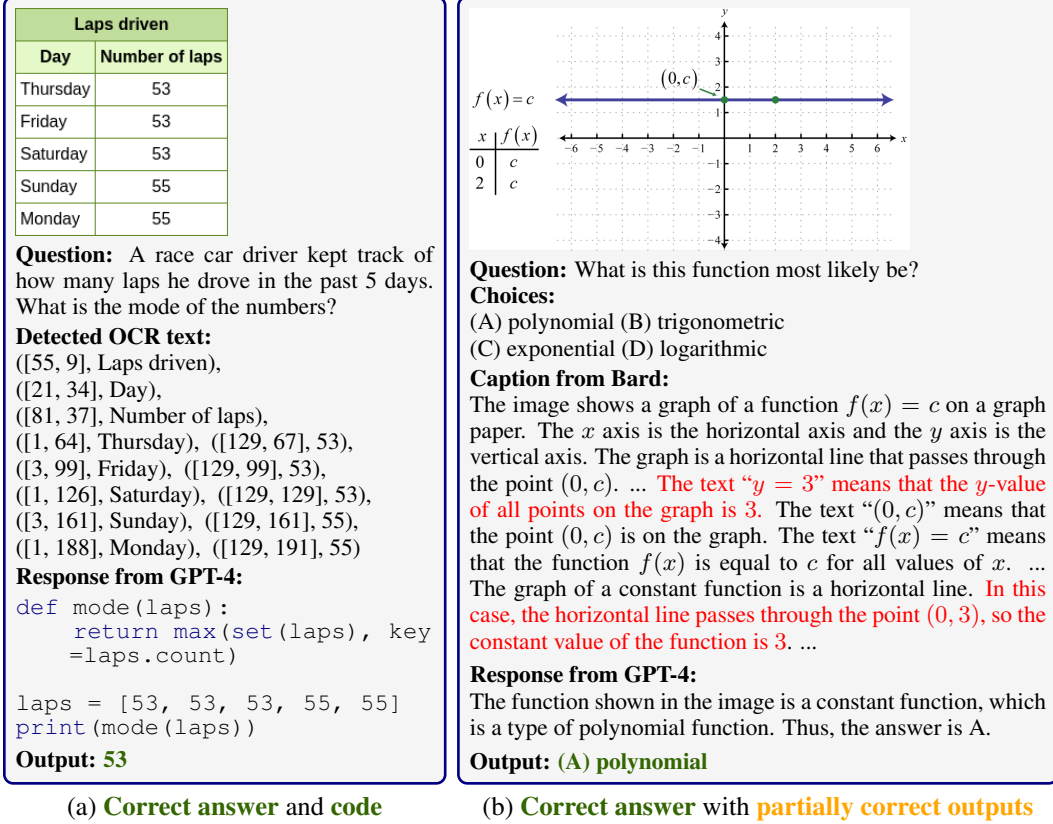 Laps driven
Day Number of laps
Thursday 53
Friday 53
Saturday 53
Sunday 55
Monday 55
Question: A race car driver kept track of
how many laps he drove in the past 5 days.
What is the mode of the numbers?
Detected OCR text:
([55, 9], Laps driven),
([21, 34], Day),
([81, 37], Number of laps),
([1, 64], Thursday), ([129, 67], 53),
([3, 99], Friday), ([129, 99], 53),
([1, 126], Saturday), ([129, 129], 53),
([3, 161], Sunday), ([129, 161], 55),
([1, 188], Monday), ([129, 191], 55)
Response from GPT-4:
def mode(laps):
return max(set(laps), key
=laps.count)
laps = [53, 53, 53, 55, 55]
print(mode(laps))
Output: 53
(a) Correct answer and code
y
4
3
2
1
(0,c)
f(x)=c
x f(x)
0 c
2 c
−6 −5 −4 −3 −2 −1 1 2 3 4 5 6 x
−1
−2
−3
−4
Question: What is this function most likely be?
Choices:
(A) polynomial (B) trigonometric
(C) exponential (D) logarithmic
Caption from Bard:
The image shows a graph of a function f(x) = c on a graph
paper. The x axis is the horizontal axis and the y axis is the
vertical axis. The graph is a horizontal line that passes through
the point (0, c). ... The text “y = 3” means that the y-value
of all points on the graph is 3. The text “(0, c)” means that
the point (0, c) is on the graph. The text “f(x) = c” means
that the function f(x) is equal to c for all values of x. ...
The graph of a constant function is a horizontal line. In this
case, the horizontal line passes through the point (0, 3), so the
constant value of the function is 3. ...
Response from GPT-4:
The function shown in the image is a constant function, which
is a type of polynomial function. Thus, the answer is A.
Output: (A) polynomial
(b) Correct answer with partially correct outputs